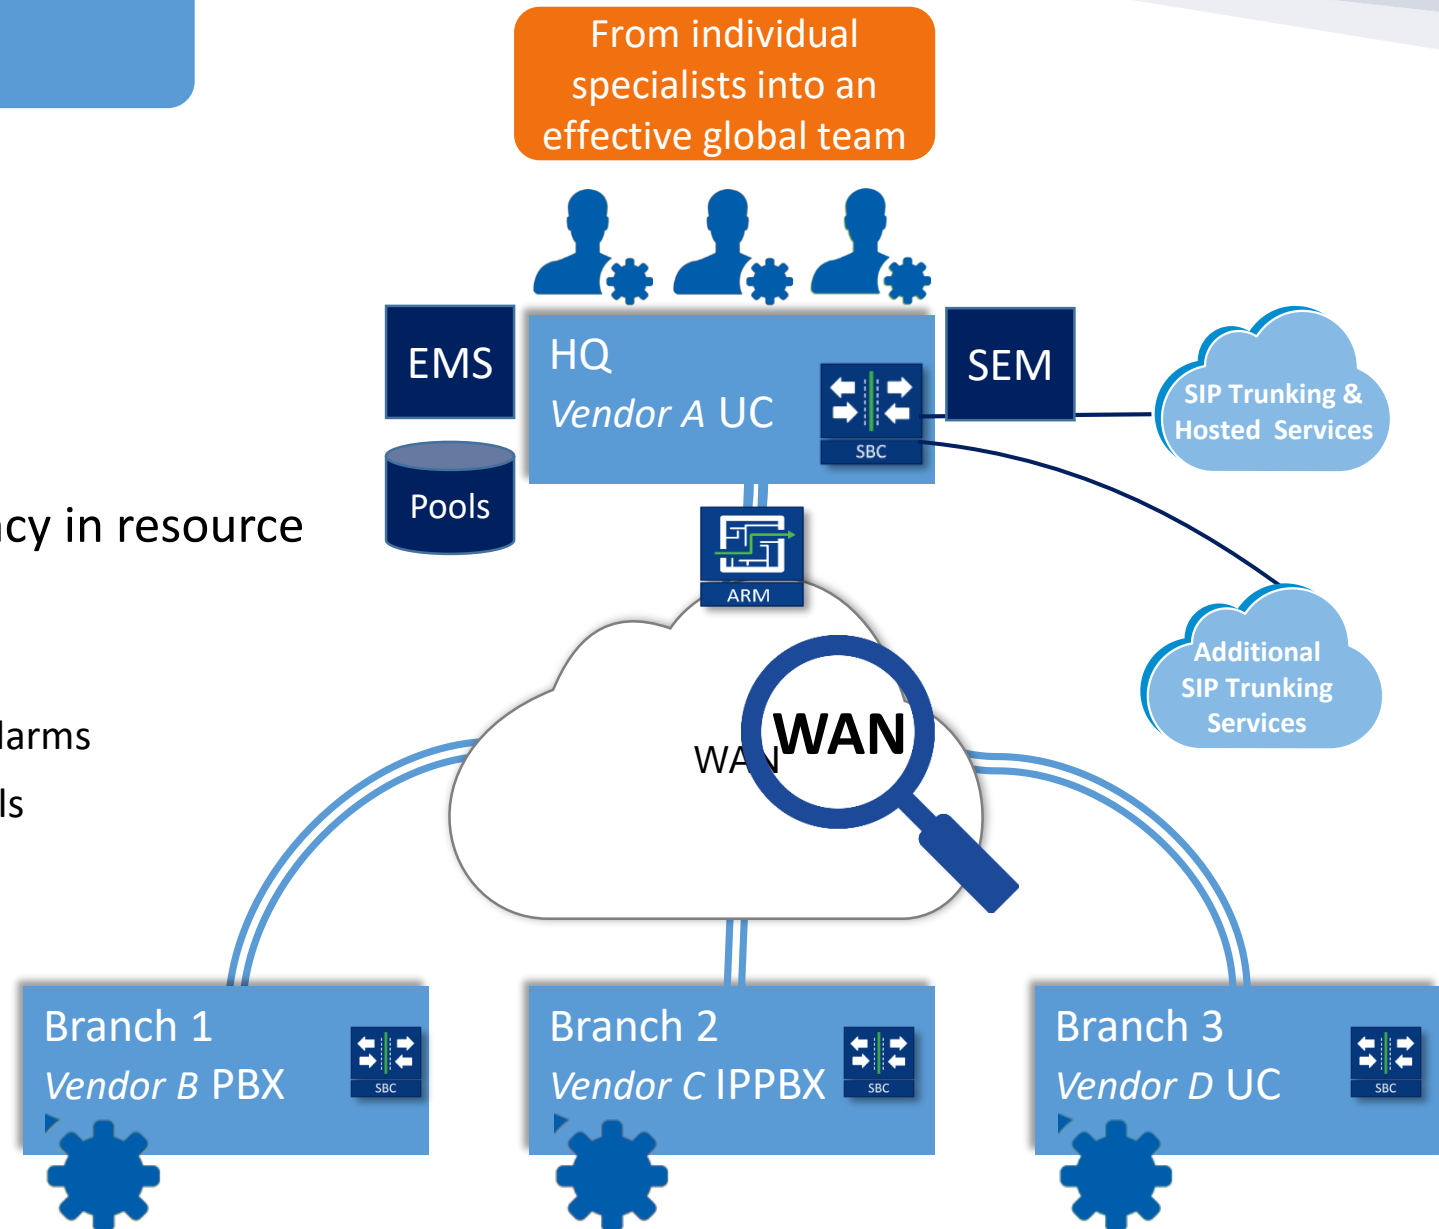 From individual
specialists into an
effective global team
EMS
HQ
Vendor A UC
SBC
SEM
SIP Trunking &
Hosted Services
Pools
acy in resource
ARM
Additional
SIP Trunking
Services
larms
WAN
WAN
ls
Branch 1
Vendor B PBX
SBC
Branch 2
Vendor C IPPBX
SBC
Branch 3
Vendor D UC
SBC